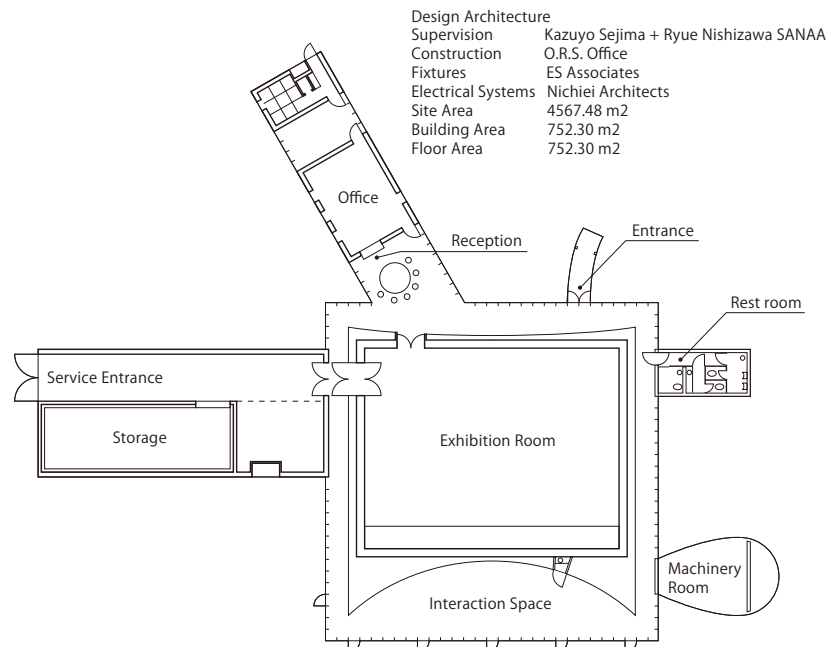 Design Architecture
Supervision Kazuyo Sejima + Ryue Nishizawa SANAA
Construction O.R.S. Office
Fixtures ES Associates
Electrical Systems Nichiei Architects
Site Area 4567.48 m2
Building Area 752.30 m2
Floor Area 752.30 m2
Office
Reception
Entrance
Rest room
Service Entrance
Storage
Exhibition Room
Machinery
Room
Interaction Space